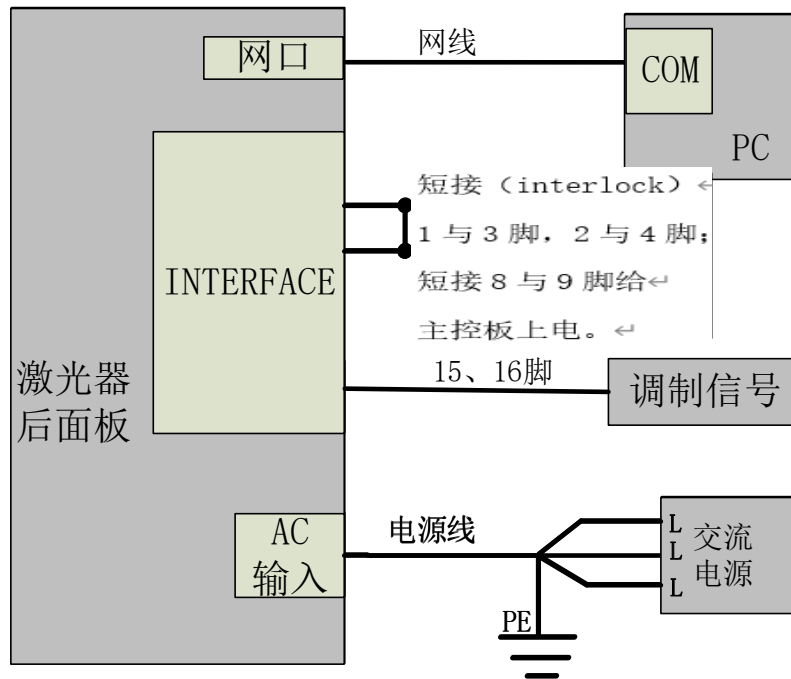 网口
网线
COM
PC
短接（interlock）↵
1 与 3 脚，2 与 4 脚；
短接 8 与 9 脚给↵
主控板上电。↵
INTERFACE
15、16脚
调制信号
激光器
后面板
AC
输入
电源线
L
L
L
交流
电源
PE